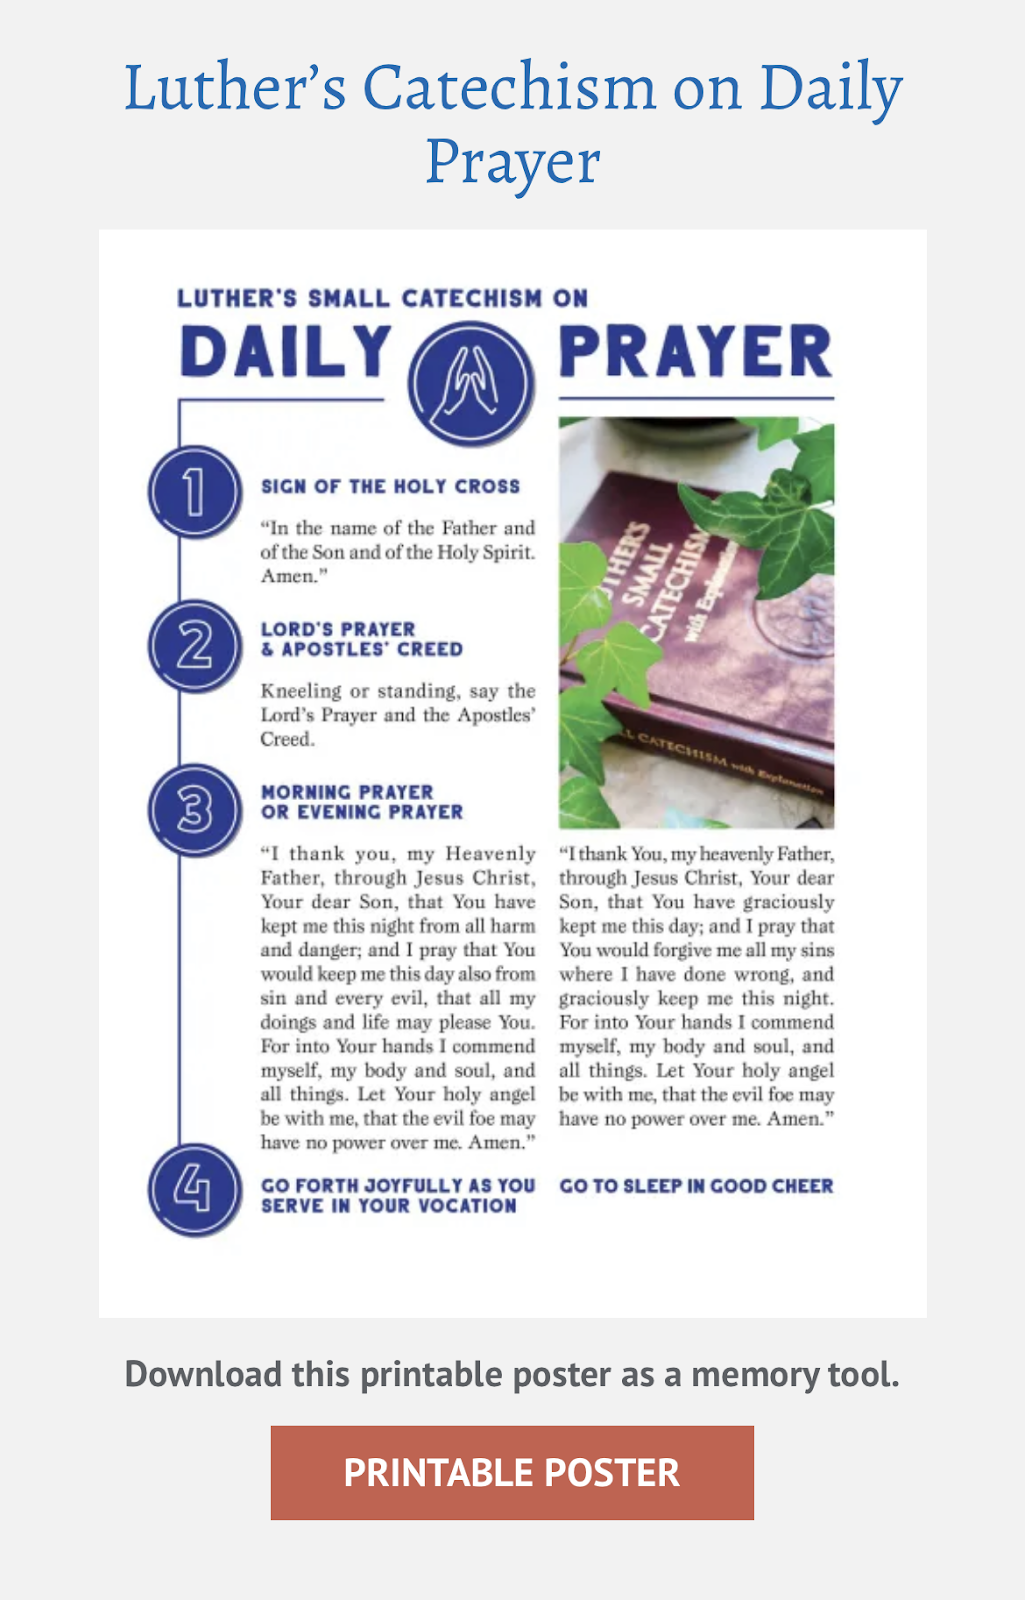 Luther’s Catechism on Daily
Prayer
LUTHER'S SMALL CATECHISM ON
DAILY PRAYER
1
SIGN OF THE HOLY CROSS
“In the name of the Father and
of the Son and of the Holy Spirit.
Amen.”
2
LORD'S PRAYER
& APOSTLES' CREED
Kneeling or standing, say the
Lord’s Prayer and the Apostles’
Creed.
3
MORNING PRAYER
OR EVENING PRAYER
“I thank you, my Heavenly
Father, through Jesus Christ,
Your dear Son, that You have
kept me this night from all harm
and danger; and I pray that You
would keep me this day also from
sin and every evil, that all my
doings and life may please You.
For into Your hands I commend
myself, my body and soul, and
all things. Let Your holy angel
be with me, that the evil foe may
have no power over me. Amen.”
4
GO FORTH JOYFULLY AS YOU
SERVE IN YOUR VOCATION
THER'S
SMALL
CATECHISM
with Explanation
LL CATECHISM with Explanation
“I thank You, my heavenly Father,
through Jesus Christ, Your dear
Son, that You have graciously
kept me this day; and I pray that
You would forgive me all my sins
where I have done wrong, and
graciously keep me this night.
For into Your hands I commend
myself, my body and soul, and
all things. Let Your holy angel
be with me, that the evil foe may
have no power over me. Amen.”
GO TO SLEEP IN GOOD CHEER
Download this printable poster as a memory tool.
PRINTABLE POSTER